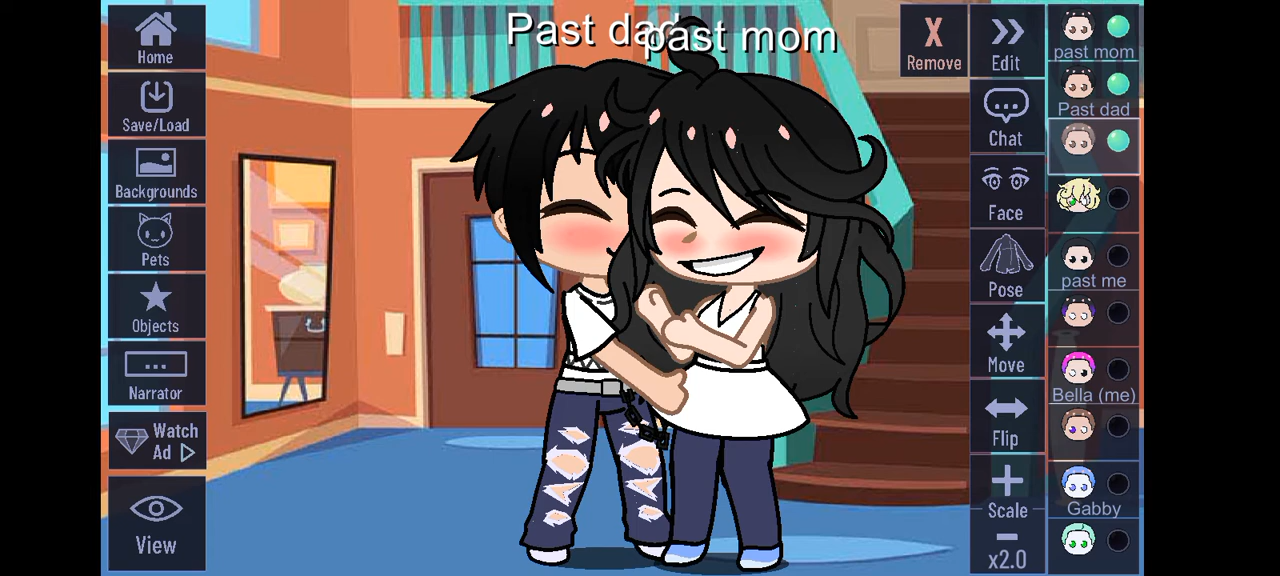 Past dad
past mom
Home
Save/Load
Backgrounds
Pets
Objects
Narrator
Watch
Ad
View
X
Remove
Edit
Chat
Face
Pose
Move
Flip
Scale
x2.0
past mom
Past dad
past me
Bella (me)
Gabby